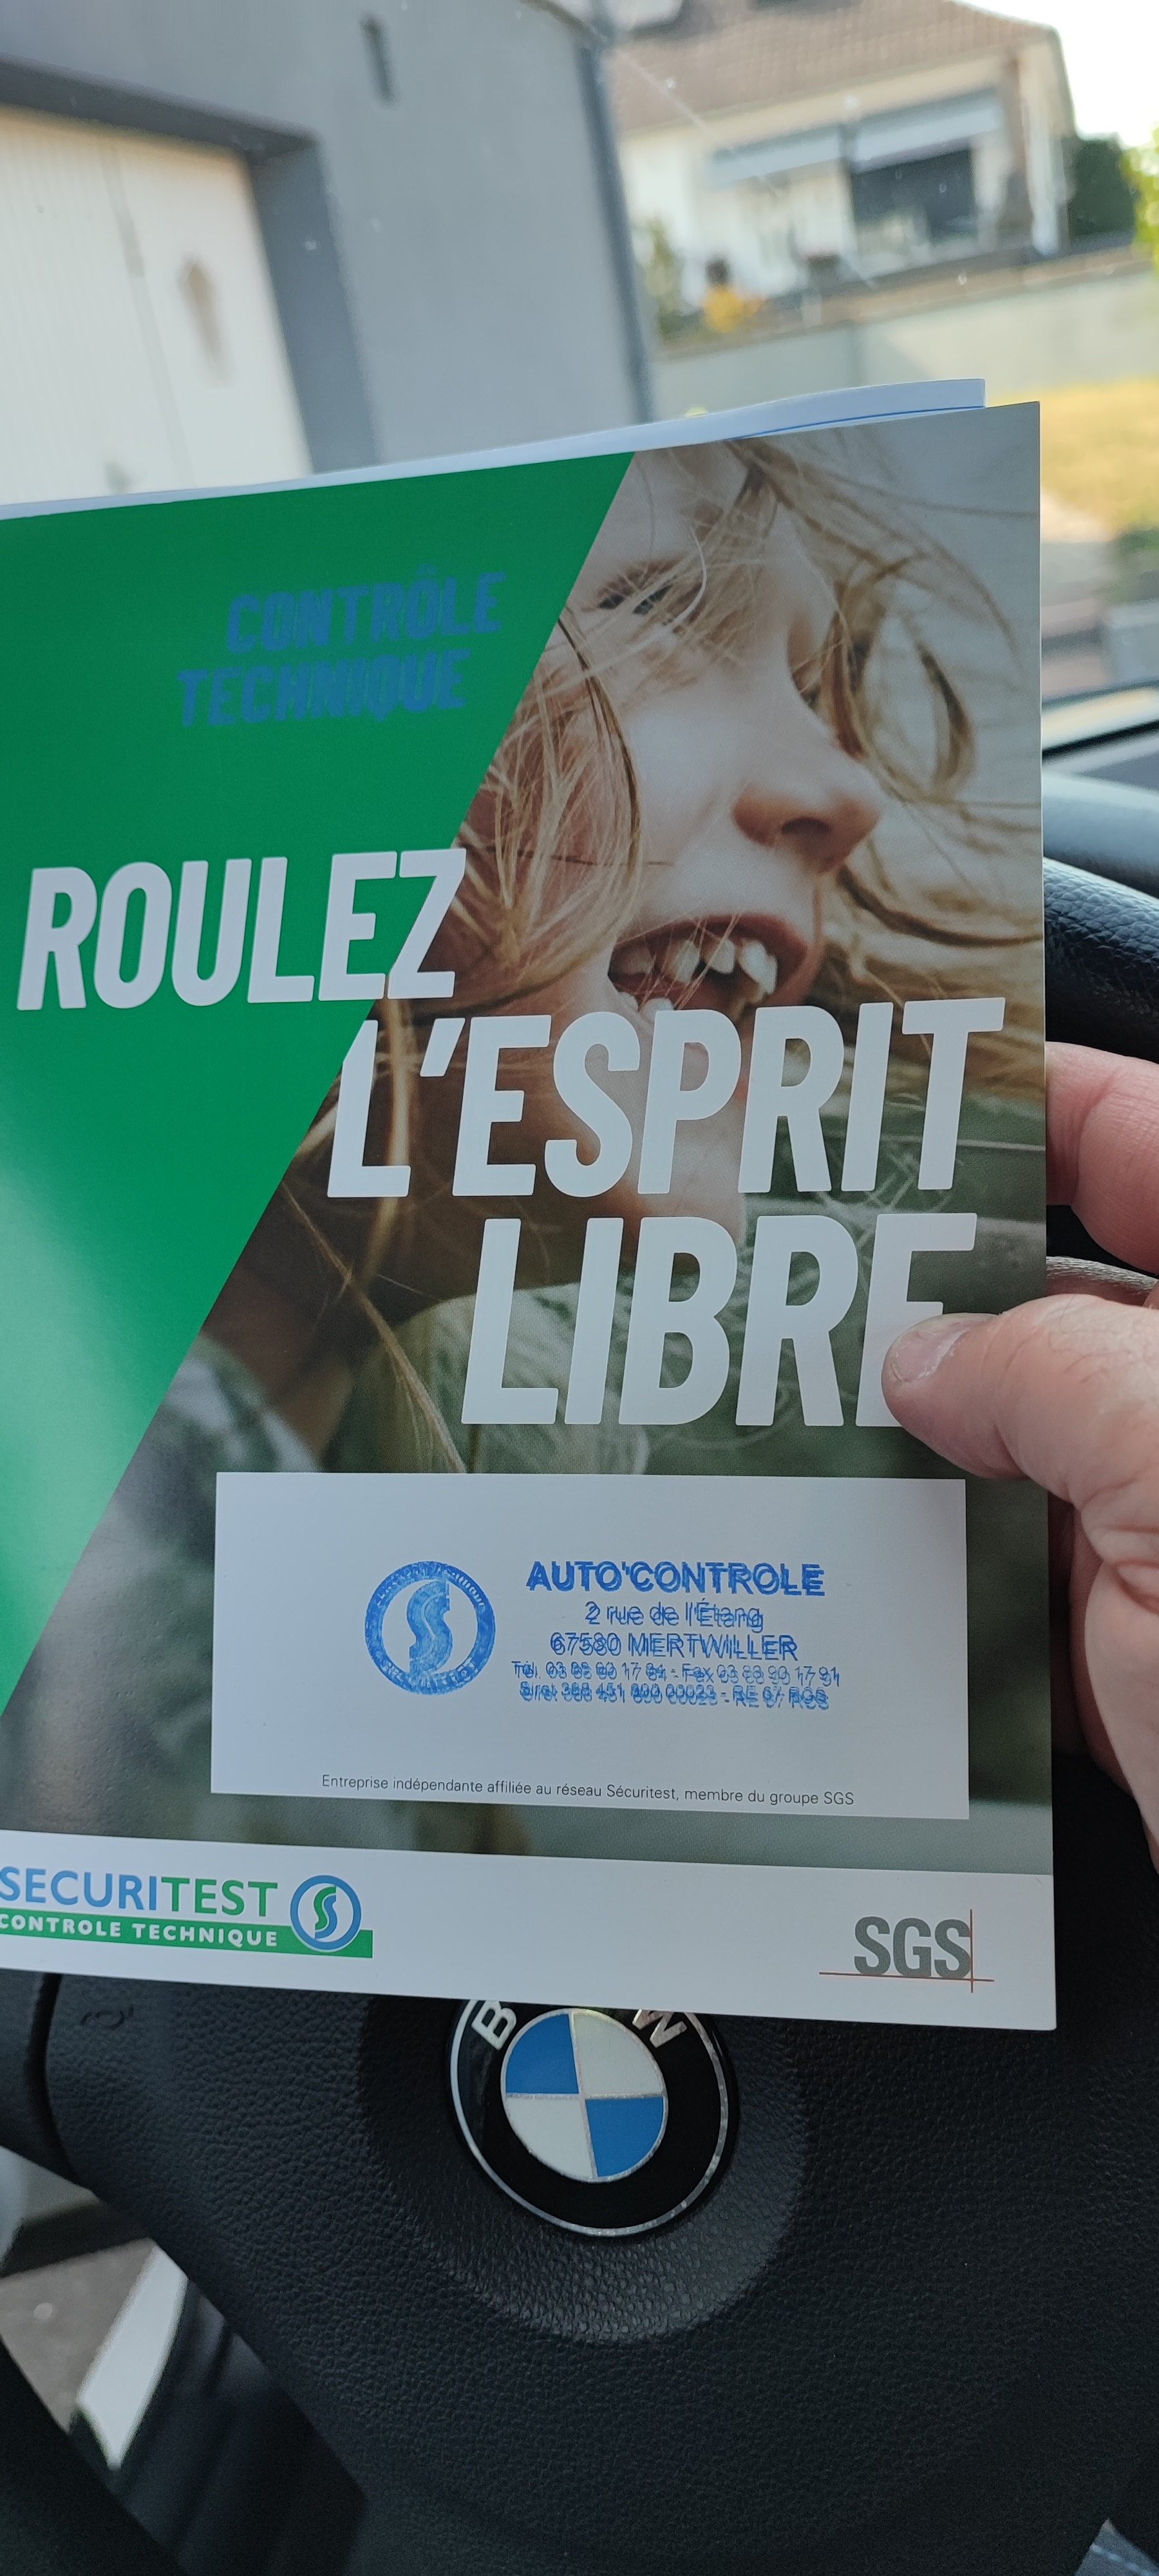 CONTRÔLE
TECHNIQUE
ROULEZ
L'ESPRIT
LIBRE
AUTO'CONTROLE
2 rue de l'Étang
67580 MERTWILLER
Entreprise indépendante affiliée au réseau Sécuritest, membre du groupe SGS
SECURITEST
CONTROLE TECHNIQUE
SGS
B W